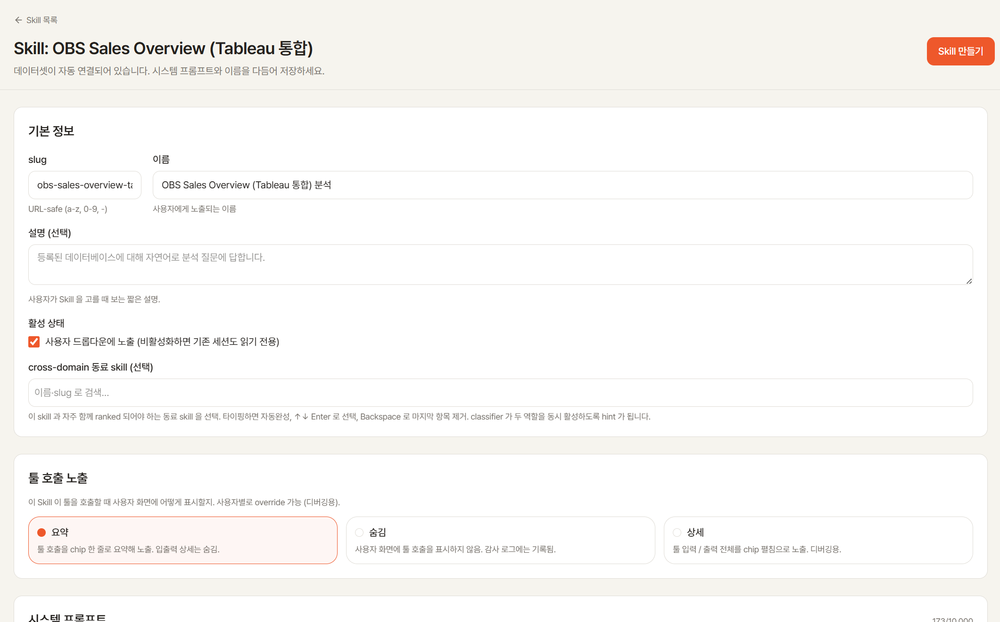 ← Skill 목록
Skill: OBS Sales Overview (Tableau 통합)
Skill 만들기
데이터셋이 자동 연결되어 있습니다. 시스템 프롬프트와 이름을 다듬어 저장하세요.
기본 정보
slug
이름
obs-sales-overview-ta
OBS Sales Overview (Tableau 통합) 분석
URL-safe (a-z, 0-9, -)
사용자에게 노출되는 이름
설명 (선택)
등록된 데이터베이스에 대해 자연어로 분석 질문에 답합니다.
사용자가 Skill 을 고를 때 보는 짧은 설명.
활성 상태
사용자 드롭다운에 노출 (비활성화하면 기존 세션도 읽기 전용)
cross-domain 동료 skill (선택)
이름·slug 로 검색...
이 skill 과 자주 함께 ranked 되어야 하는 동료 skill 을 선택. 타이핑하면 자동완성, ↑↓ Enter 로 선택, Backspace 로 마지막 항목 제거. classifier 가 두 역할을 동시 활성하도록 hint 가 됩니다.
툴 호출 노출
이 Skill 이 툴을 호출할 때 사용자 화면에 어떻게 표시할지. 사용자별로 override 가능 (디버깅용).
요약
툴 호출을 chip 한 줄로 요약해 노출. 입출력 상세는 숨김.
숨김
사용자 화면에 툴 호출을 표시하지 않음. 감사 로그에는 기록됨.
상세
툴 입력 / 출력 전체를 chip 펼침으로 노출. 디버깅용.
시스템 프롬프트
173/10,000